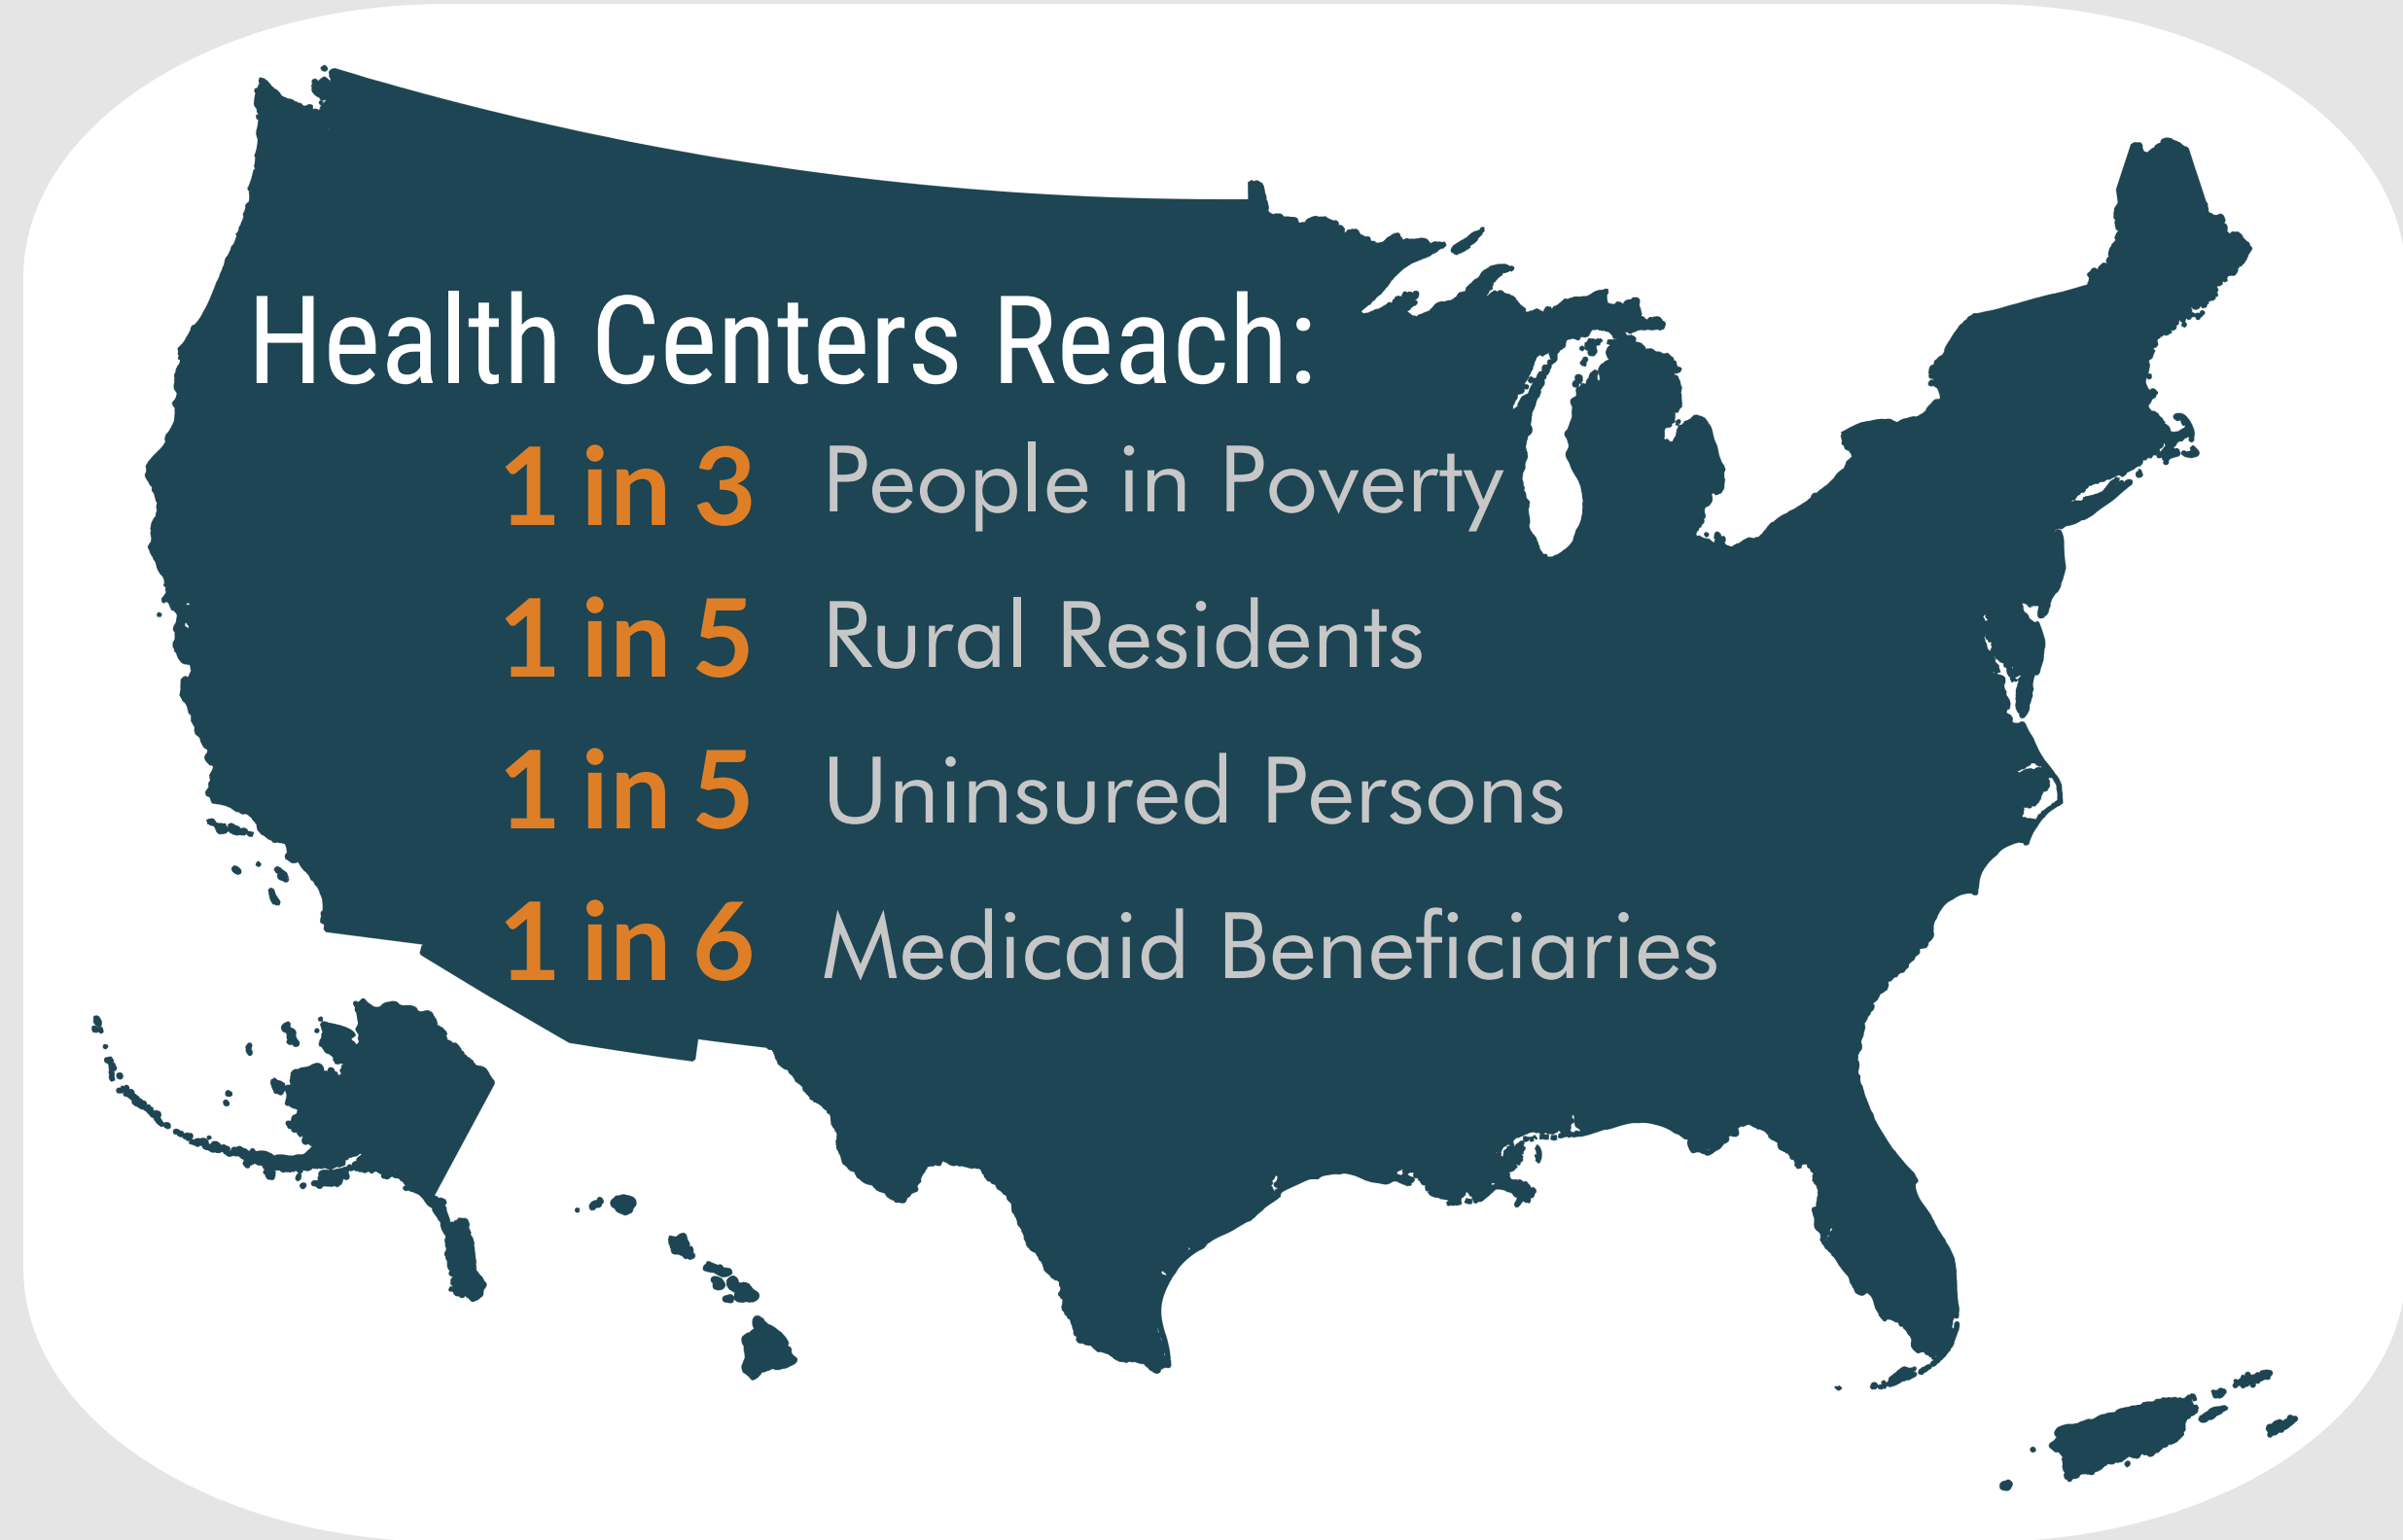 Health Centers Reach:
1 in 3 People in Poverty
1 in 5 Rural Residents
1 in 5 Uninsured Persons
1 in 6 Medicaid Beneficiaries